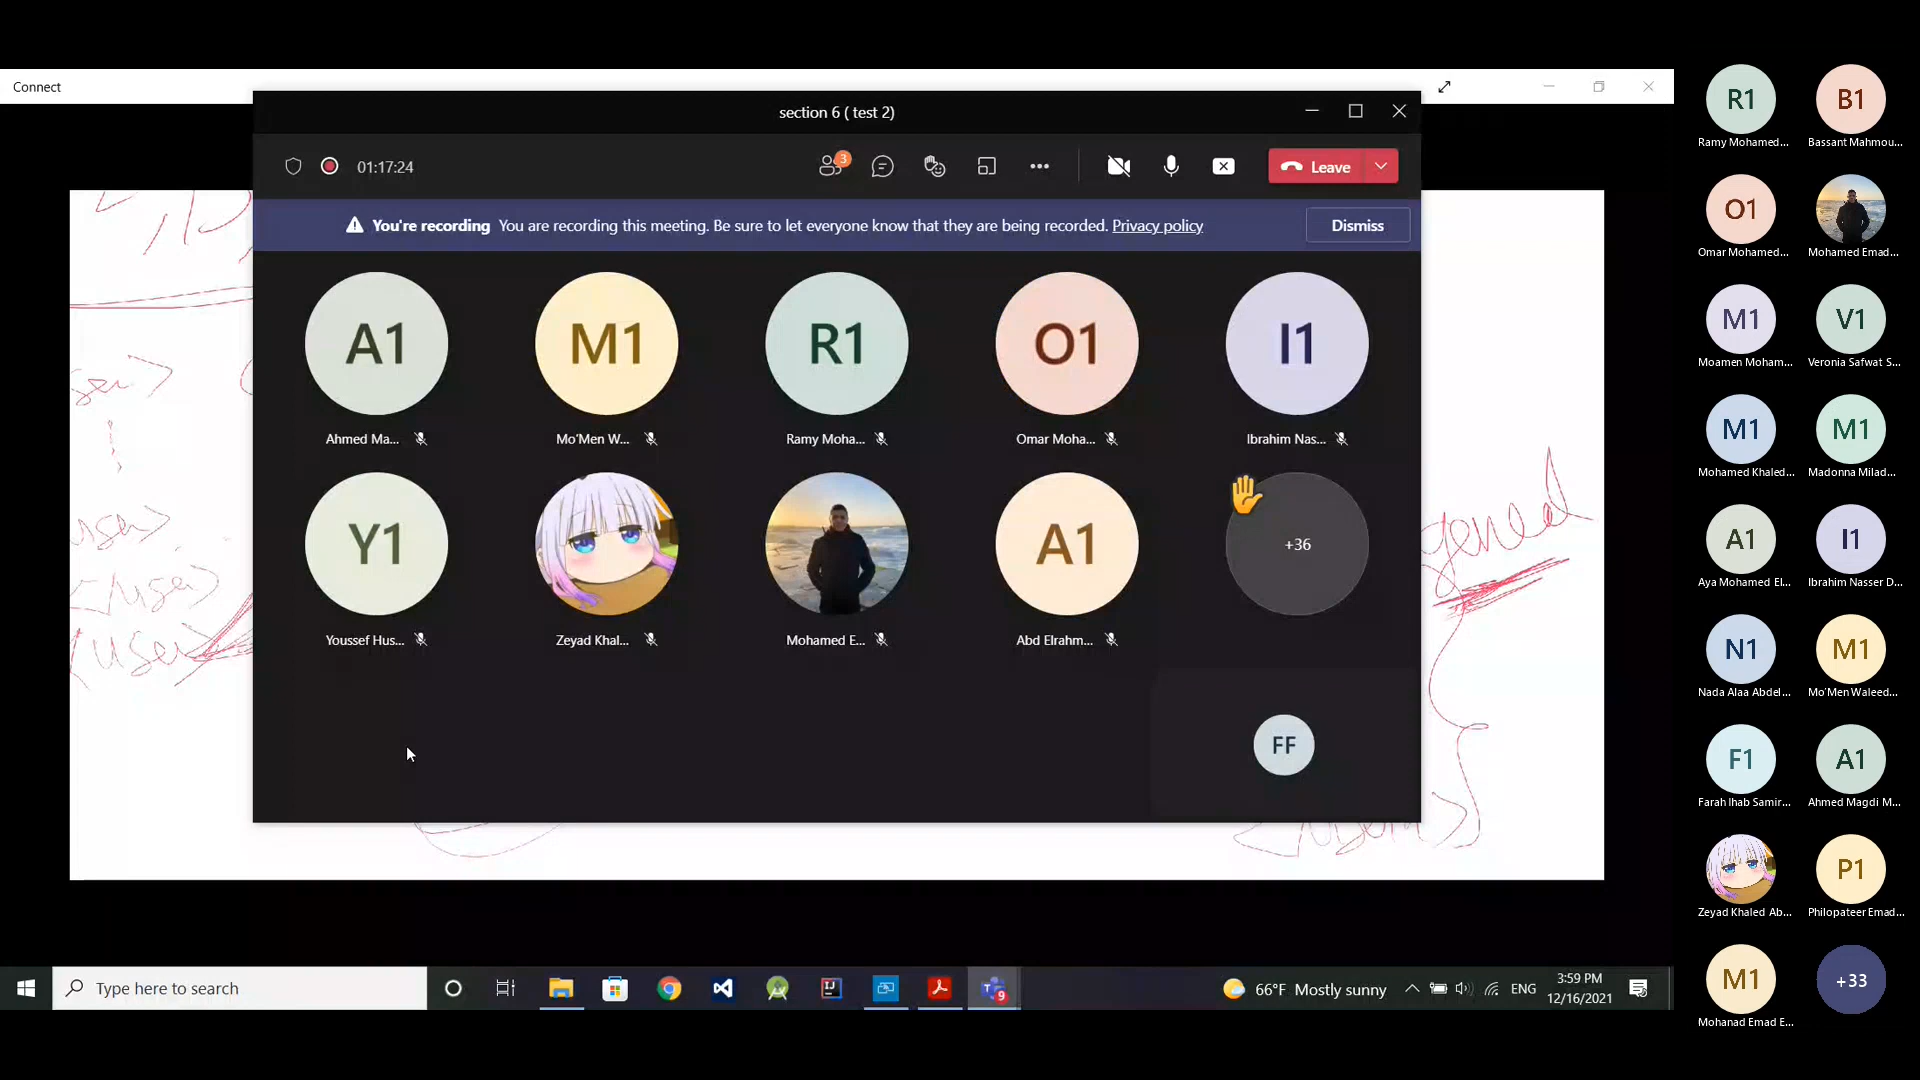 Connect
section 6 ( test 2)
01:17:24
3
Leave
You're recording You are recording this meeting. Be sure to let everyone know that they are being recorded. Privacy policy
Dismiss
A1 M1 R1 O1 I1
Ahmed Ma... Mo'Men W... Ramy Moha... Omar Moha... Ibrahim Nas...
Y1 A1 +36
Youssef Hus... Zeyad Khal... Mohamed E... Abd Elrahm...
FF
user>
<user>
</user>
general
R1 B1
Ramy Mohamed... Bassant Mahmou...
O1
Omar Mohamed... Mohamed Emad...
M1 V1
Moamen Moham... Veronia Safwat S...
M1 M1
Mohamed Khaled... Madonna Milad...
A1 I1
Aya Mohamed El... Ibrahim Nasser D...
N1 M1
Nada Alaa Abdel... Mo'Men Waleed...
F1 A1
Farah Ihab Samir... Ahmed Magdi M...
P1
Zeyad Khaled Ab... Philopateer Emad...
M1 +33
Mohanad Emad E...
Type here to search
9
66°F Mostly sunny
ENG
3:59 PM
12/16/2021